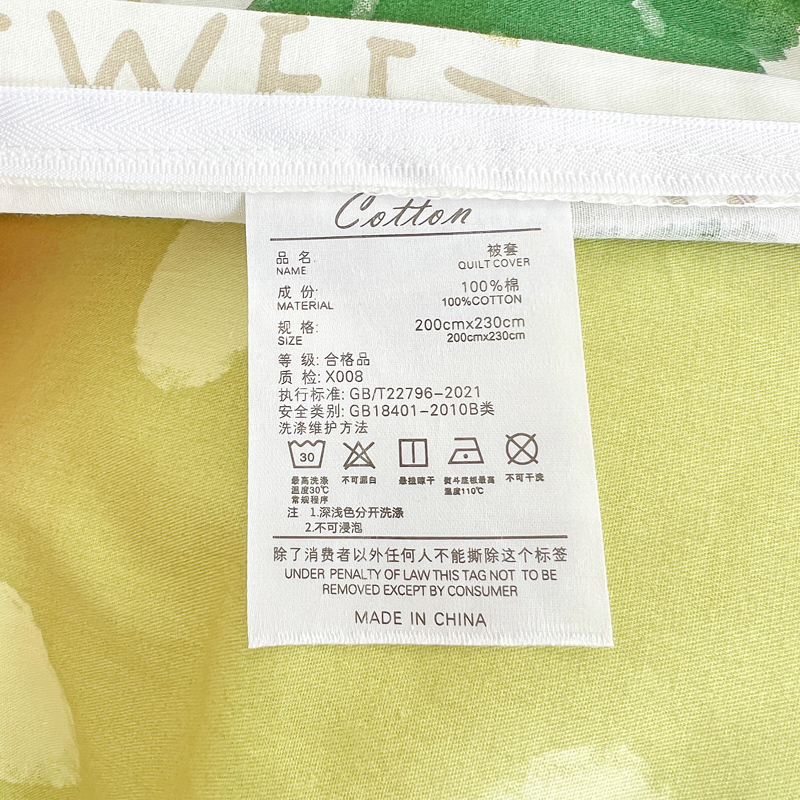 SWEET
Cotton
品 名: 被套
NAME QUILT COVER
成 份: 100%棉
MATERIAL 100%COTTON
规 格: 200cmx230cm
SIZE 200cmx230cm
等 级: 合格品
质 检: X008
执行标准: GB/T22796-2021
安全类别: GB18401-2010B类
洗涤维护方法
30
最高洗涤 不可漂白 悬挂晾干 熨斗底板最高 不可干洗
温度30℃ 温度110℃
常规程序
注 1.深浅色分开洗涤
2.不可浸泡
除了消费者以外任何人不能撕除这个标签
UNDER PENALTY OF LAW THIS TAG NOT TO BE
REMOVED EXCEPT BY CONSUMER
MADE IN CHINA